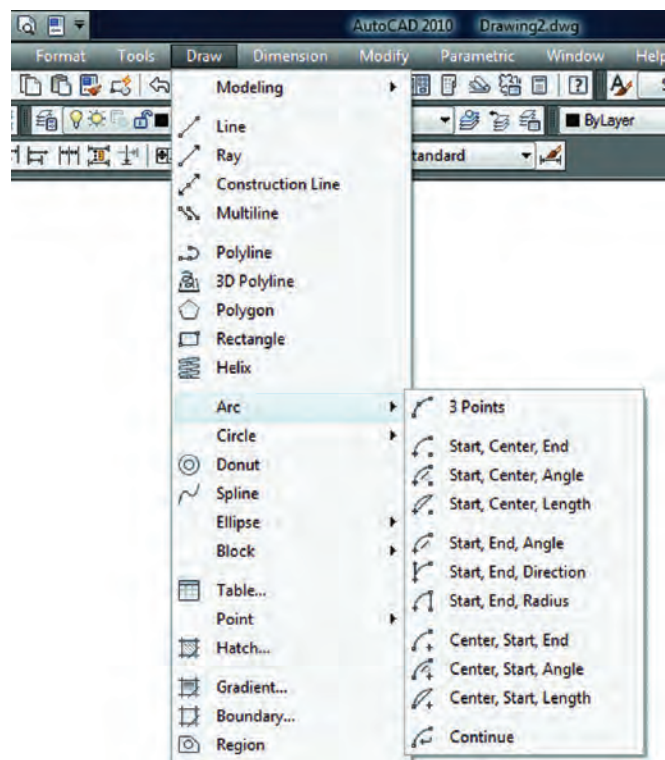 AutoCAD 2010 Drawing2.dwg
Format Tools Draw Dimension Modify Parametric Window Help
ByLayer
tandard
Modeling
Line
Ray
Construction Line
Multiline
Polyline
3D Polyline
Polygon
Rectangle
Helix
Arc
Circle
Donut
Spline
Ellipse
Block
Table...
Point
Hatch...
Gradient...
Boundary...
Region
3 Points
Start, Center, End
Start, Center, Angle
Start, Center, Length
Start, End, Angle
Start, End, Direction
Start, End, Radius
Center, Start, End
Center, Start, Angle
Center, Start, Length
Continue